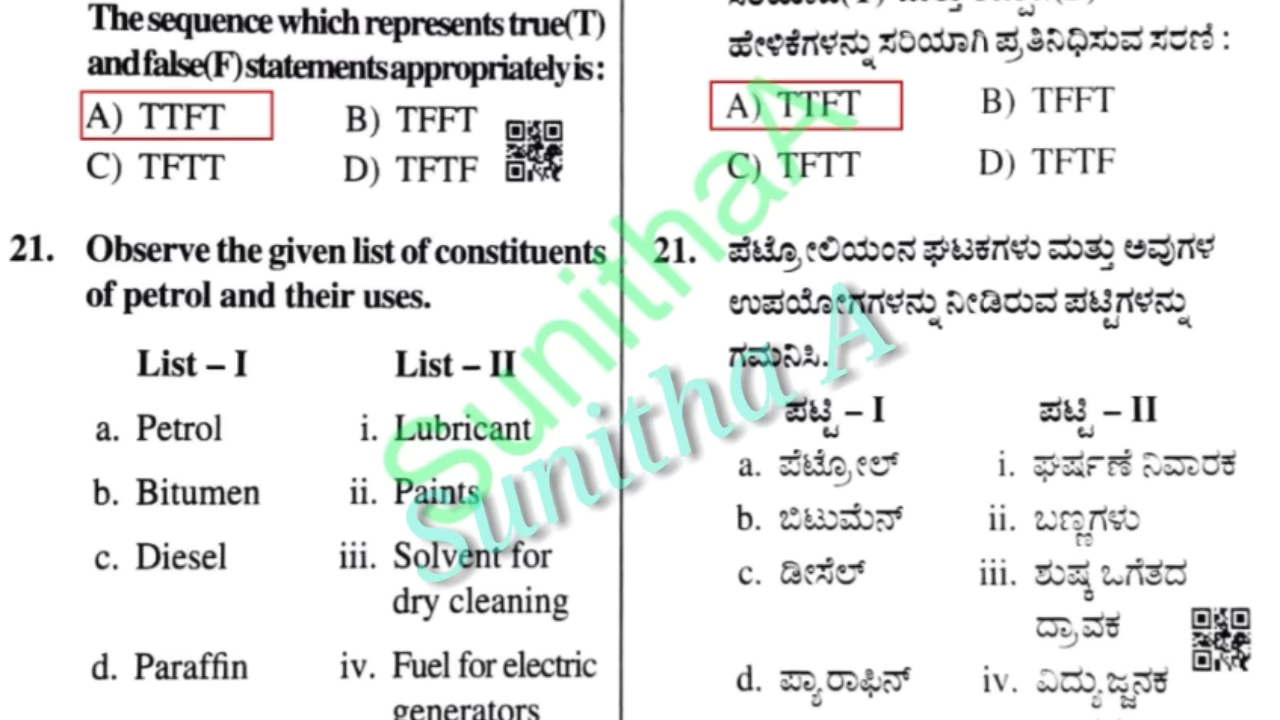 The sequence which represents true(T)
and false(F) statements appropriately is :
A) TTFT B) TFFT
C) TFTT D) TFTF
21. Observe the given list of constituents
of petrol and their uses.
List – I List – II
a. Petrol i. Lubricant
b. Bitumen ii. Paints
c. Diesel iii. Solvent for
dry cleaning
d. Paraffin iv. Fuel for electric
generators
ಹೇಳಿಕೆಗಳನ್ನು ಸರಿಯಾಗಿ ಪ್ರತಿನಿಧಿಸುವ ಸರಣಿ :
A) TTFT B) TFFT
C) TFTT D) TFTF
21. ಪೆಟ್ರೋಲಿಯಂನ ಘಟಕಗಳು ಮತ್ತು ಅವುಗಳ
ಉಪಯೋಗಗಳನ್ನು ನೀಡಿರುವ ಪಟ್ಟಿಗಳನ್ನು
ಗಮನಿಸಿ.
ಪಟ್ಟಿ – I ಪಟ್ಟಿ – II
a. ಪೆಟ್ರೋಲ್ i. ಘರ್ಷಣೆ ನಿವಾರಕ
b. ಬಿಟುಮೆನ್ ii. ಬಣ್ಣಗಳು
c. ಡೀಸೆಲ್ iii. ಶುಷ್ಕ ಒಗೆತದ
ದ್ರಾವಕ
d. ಪ್ಯಾರಾಫಿನ್ iv. ವಿದ್ಯುಜ್ಜನಕ
SunithaA
Sunitha A